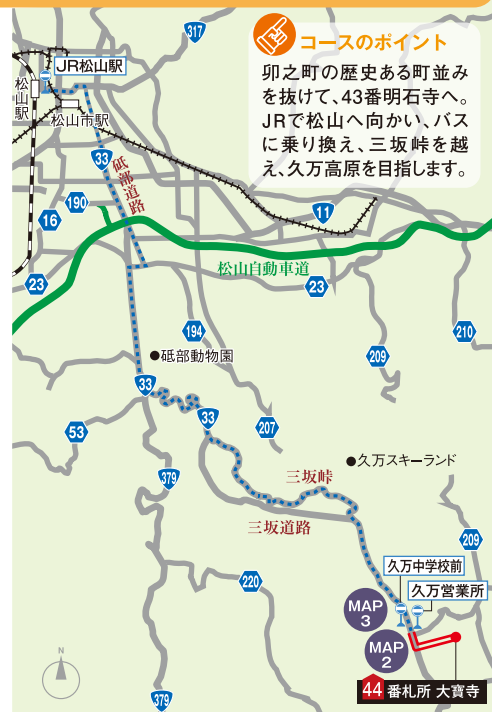 コースのポイント
卯之町の歴史ある町並み
を抜けて、43番明石寺へ。
JRで松山へ向かい、バス
に乗り換え、三坂峠を越
え、久万高原を目指します。
317
JR松山駅
松山駅
松山市駅
33
砥部道路
190
16
11
松山自動車道
23
23
194
210
砥部動物園
209
33
33
53
207
久万スキーランド
379
三坂峠
三坂道路
209
久万中学校前
220
久万営業所
MAP
3
MAP
2
N
44 番札所 大寶寺
379